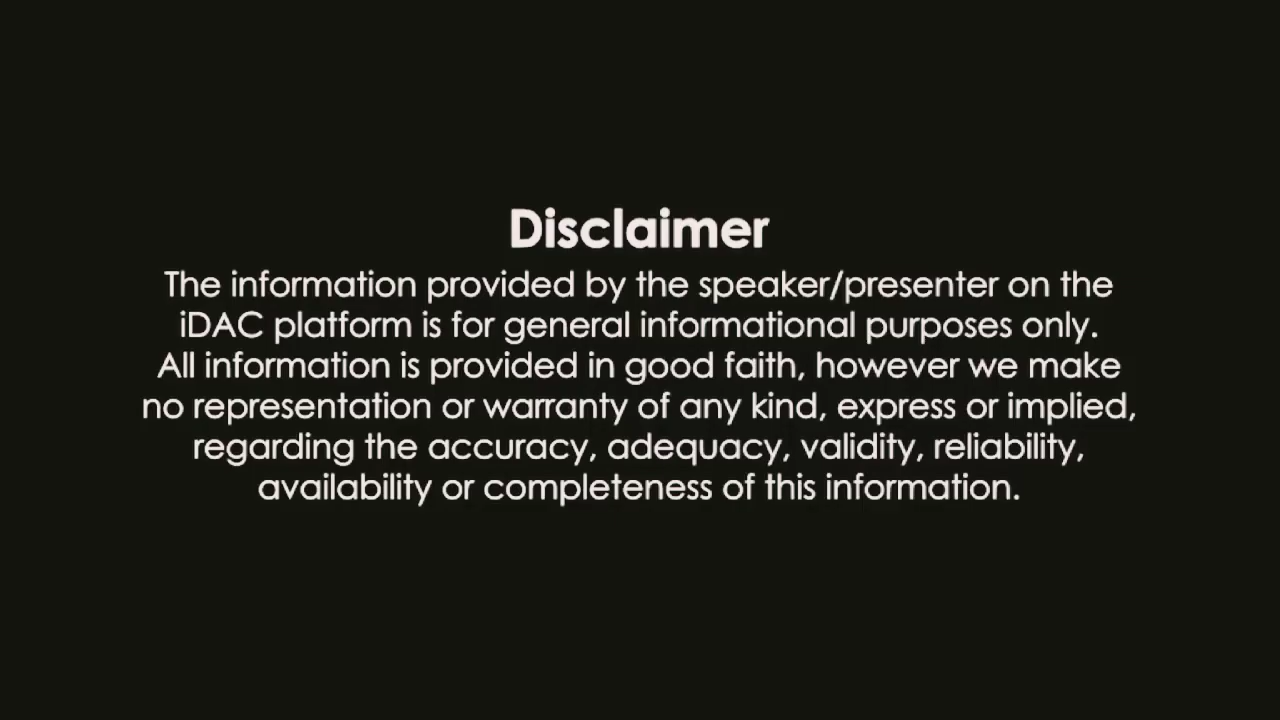 Disclaimer
The information provided by the speaker/presenter on the
iDAC platform is for general informational purposes only.
All information is provided in good faith, however we make
no representation or warranty of any kind, express or implied,
regarding the accuracy, adequacy, validity, reliability,
availability or completeness of this information.